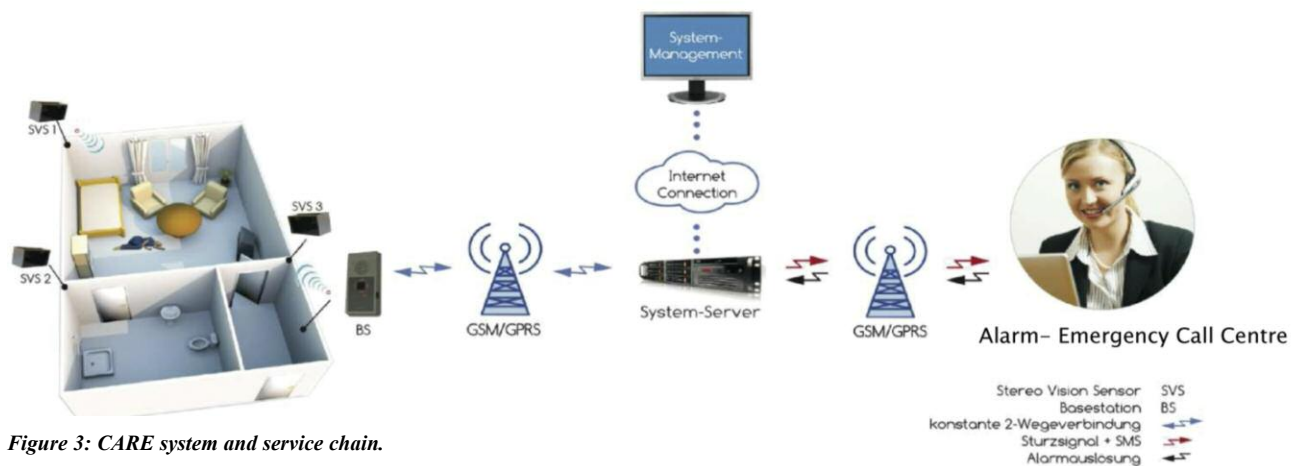 System-
Management
SVS 1
Internet
Connection
SVS 3
SVS 2
BS
GSM/GPRS
System-Server
GSM/GPRS
Alarm- Emergency Call Centre
Stereo Vision Sensor SVS
Basestation BS
konstante 2-Wegeverbindung
Sturzsignal + SMS
Alarmauslösung
Figure 3: CARE system and service chain.